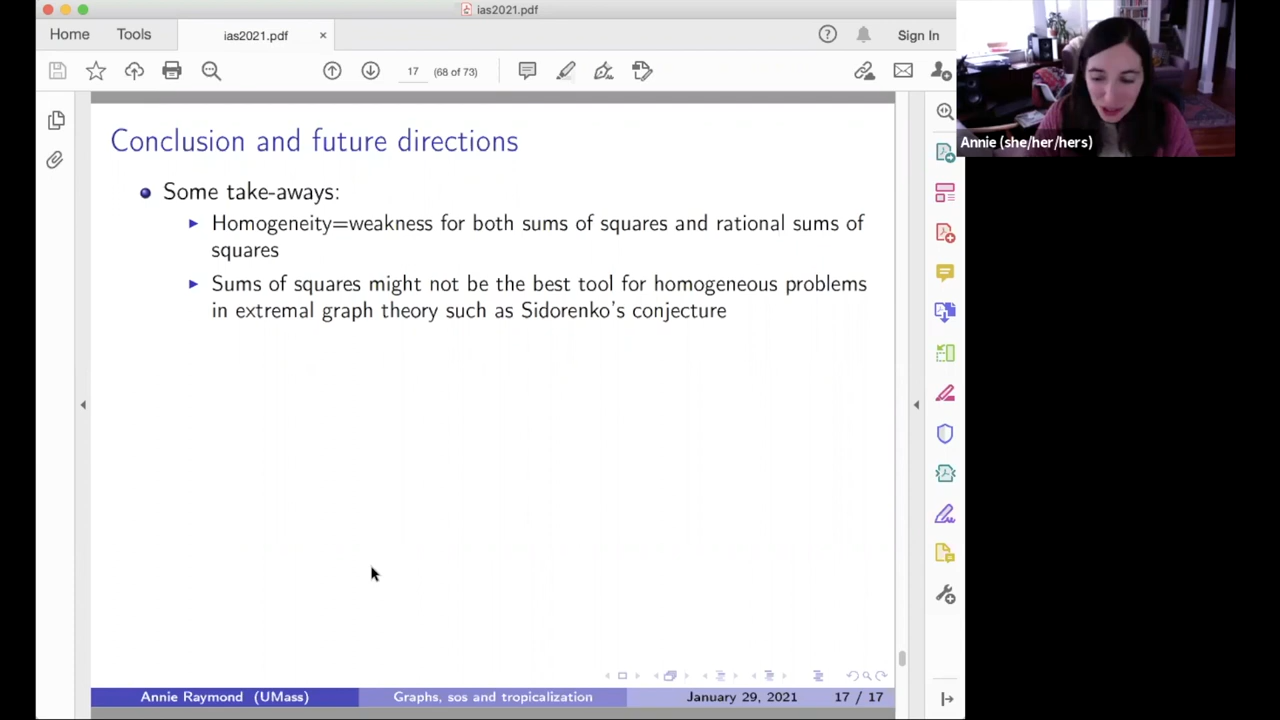 ias2021.pdf
Home
Tools
ias2021.pdf
×
Sign In
17
(68 of 73)
Annie (she/her/hers)
Conclusion and future directions
Some take-aways:
Homogeneity=weakness for both sums of squares and rational sums of
squares
Sums of squares might not be the best tool for homogeneous problems
in extremal graph theory such as Sidorenko's conjecture
Annie Raymond (UMass)
Graphs, sos and tropicalization
January 29, 2021
17 / 17